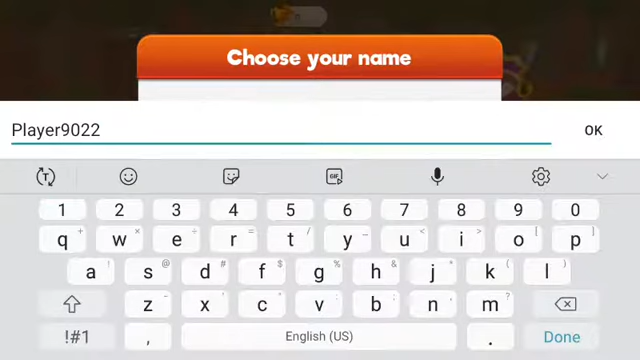 Choose your name
Player9022
OK
GIF
1 2 3 4 5 6 7 8 9 0
q + w × e ÷ r = t / y _ u < i > o [ p ]
a ! s @ d # f $ g % h & j * k ( l )
z - x ' c " v : b ; n , m ?
!#1 , English (US) . Done